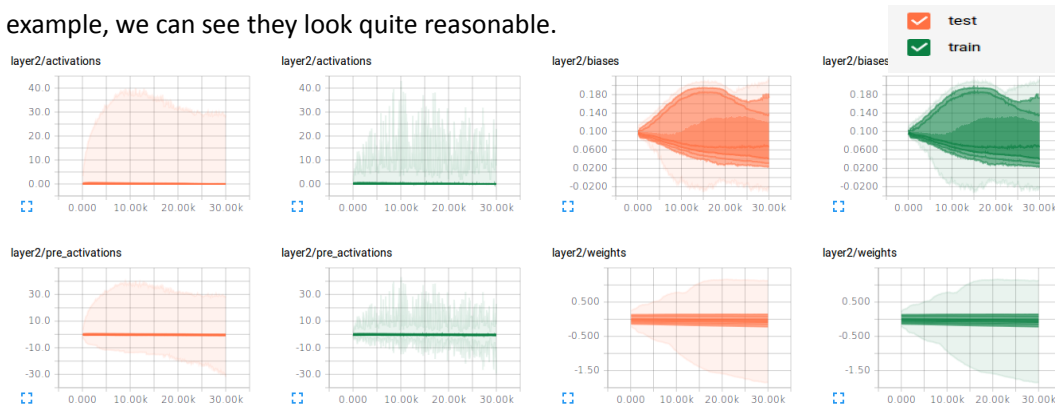 example, we can see they look quite reasonable.
test
train
layer2/activations
40.0
30.0
20.0
10.0
0.00
0.000 10.00k 20.00k 30.00k
layer2/activations
40.0
30.0
20.0
10.0
0.00
0.000 10.00k 20.00k 30.00k
layer2/biases
0.180
0.140
0.100
0.0600
0.0200
-0.0200
0.000 10.00k 20.00k 30.00k
layer2/biases
0.180
0.140
0.100
0.0600
0.0200
-0.0200
0.000 10.00k 20.00k 30.00k
layer2/pre_activations
30.0
10.0
-10.0
-30.0
0.000 10.00k 20.00k 30.00k
layer2/pre_activations
30.0
10.0
-10.0
-30.0
0.000 10.00k 20.00k 30.00k
layer2/weights
0.500
-0.500
-1.50
0.000 10.00k 20.00k 30.00k
layer2/weights
0.500
-0.500
-1.50
0.000 10.00k 20.00k 30.00k